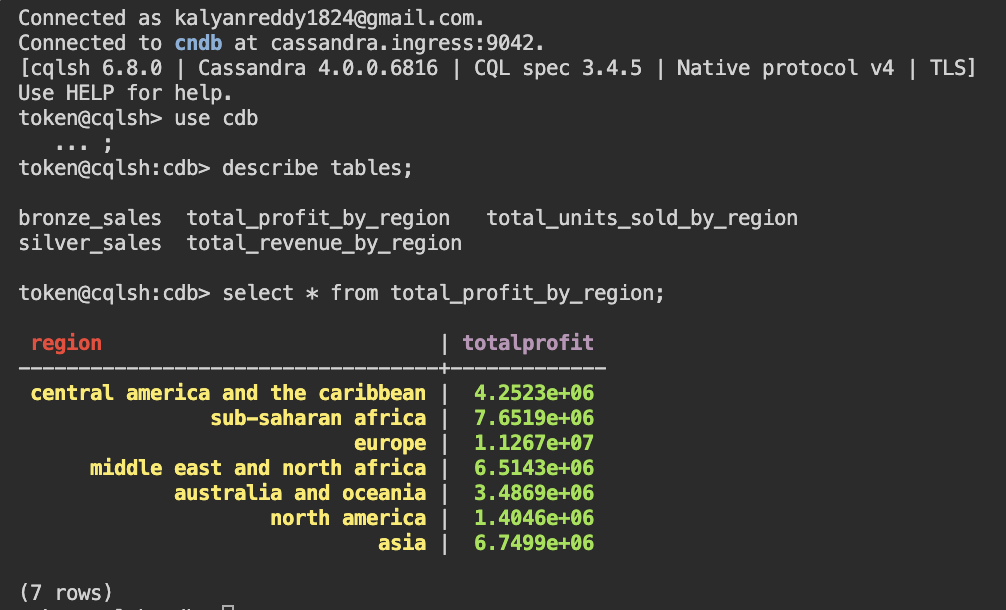 Connected as kalyanreddy1824@gmail.com.
Connected to cndb at cassandra.ingress:9042.
[cqlsh 6.8.0 | Cassandra 4.0.0.6816 | CQL spec 3.4.5 | Native protocol v4 | TLS]
Use HELP for help.
token@cqlsh> use cdb
   ... ;
token@cqlsh:cdb> describe tables;

bronze_sales  total_profit_by_region   total_units_sold_by_region
silver_sales  total_revenue_by_region

token@cqlsh:cdb> select * from total_profit_by_region;

 region                            | totalprofit
-----------------------------------+-------------
 central america and the caribbean |  4.2523e+06
                sub-saharan africa |  7.6519e+06
                            europe |  1.1267e+07
      middle east and north africa |  6.5143e+06
             australia and oceania |  3.4869e+06
                     north america |  1.4046e+06
                              asia |  6.7499e+06

(7 rows)